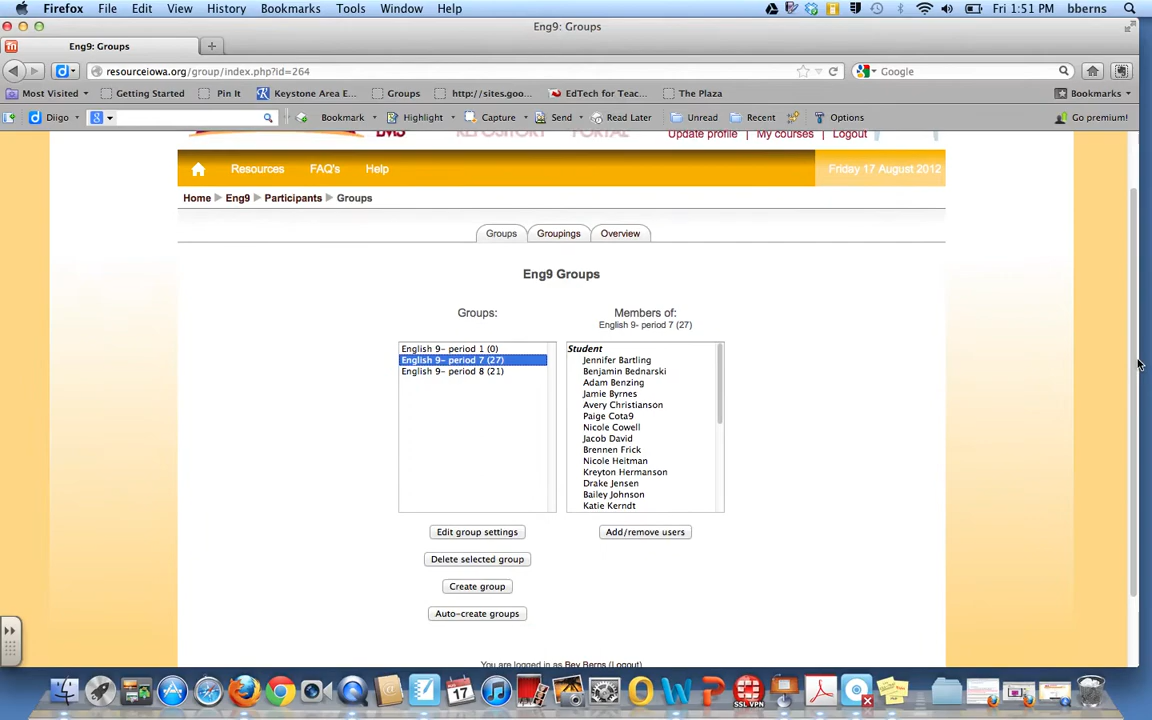 Firefox File Edit View History Bookmarks Tools Window Help Fri 1:51 PM bberns
Eng9: Groups
Eng9: Groups
resourceiowa.org/group/index.php?id=264 Google
Most Visited Getting Started Pin It Keystone Area E... Groups http://sites.goo... EdTech for Teac... The Plaza Bookmarks
Diigo Bookmark Highlight Capture Send Read Later Unread Recent Options Go premium!
Update profile My courses Logout
Resources FAQ's Help Friday 17 August 2012
Home Eng9 Participants Groups
Groups Groupings Overview
Eng9 Groups
Groups: Members of:
English 9- period 7 (27)
English 9- period 1 (0) Student
English 9- period 7 (27) Jennifer Bartling
English 9- period 8 (21) Benjamin Bednarski
Adam Benzing
Jamie Byrnes
Avery Christianson
Paige Cota9
Nicole Cowell
Jacob David
Brennen Frick
Nicole Heitman
Kreyton Hermanson
Drake Jensen
Bailey Johnson
Katie Kerndt
Edit group settings Add/remove users
Delete selected group
Create group
Auto-create groups
You are logged in as Bev Berns (Logout)
17
SSL VPN